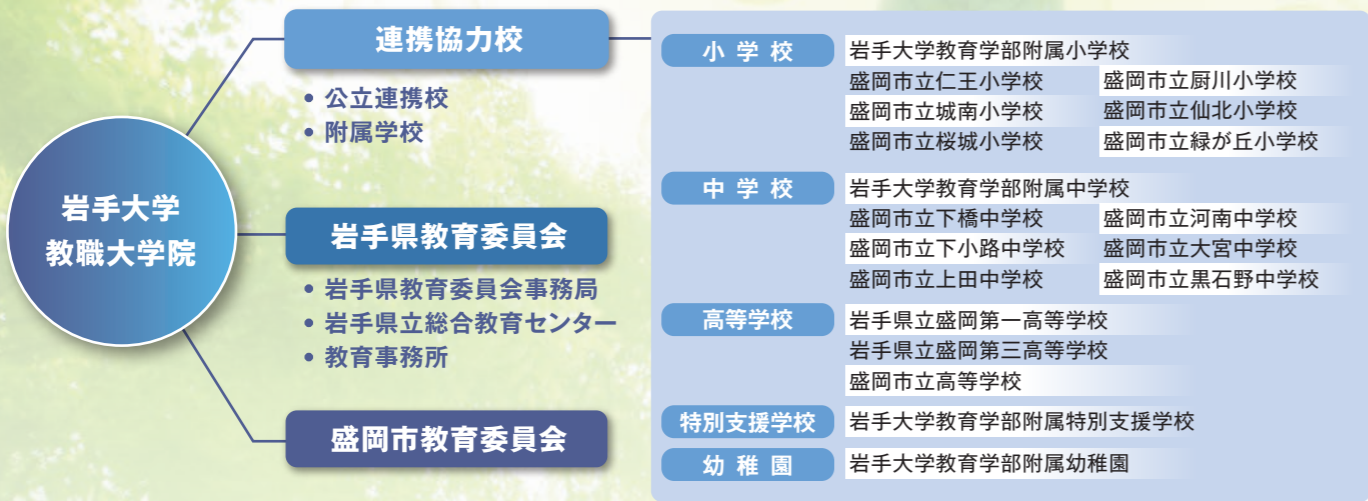 岩手大学
教職大学院
連携協力校
• 公立連携校
• 附属学校
岩手県教育委員会
• 岩手県教育委員会事務局
• 岩手県立総合教育センター
• 教育事務所
盛岡市教育委員会
小学校
岩手大学教育学部附属小学校
盛岡市立仁王小学校 盛岡市立厨川小学校
盛岡市立城南小学校 盛岡市立仙北小学校
盛岡市立桜城小学校 盛岡市立緑が丘小学校
中学校
岩手大学教育学部附属中学校
盛岡市立下橋中学校 盛岡市立河南中学校
盛岡市立下小路中学校 盛岡市立大宮中学校
盛岡市立上田中学校 盛岡市立黒石野中学校
高等学校
岩手県立盛岡第一高等学校
岩手県立盛岡第三高等学校
盛岡市立高等学校
特別支援学校
岩手大学教育学部附属特別支援学校
幼稚園
岩手大学教育学部附属幼稚園